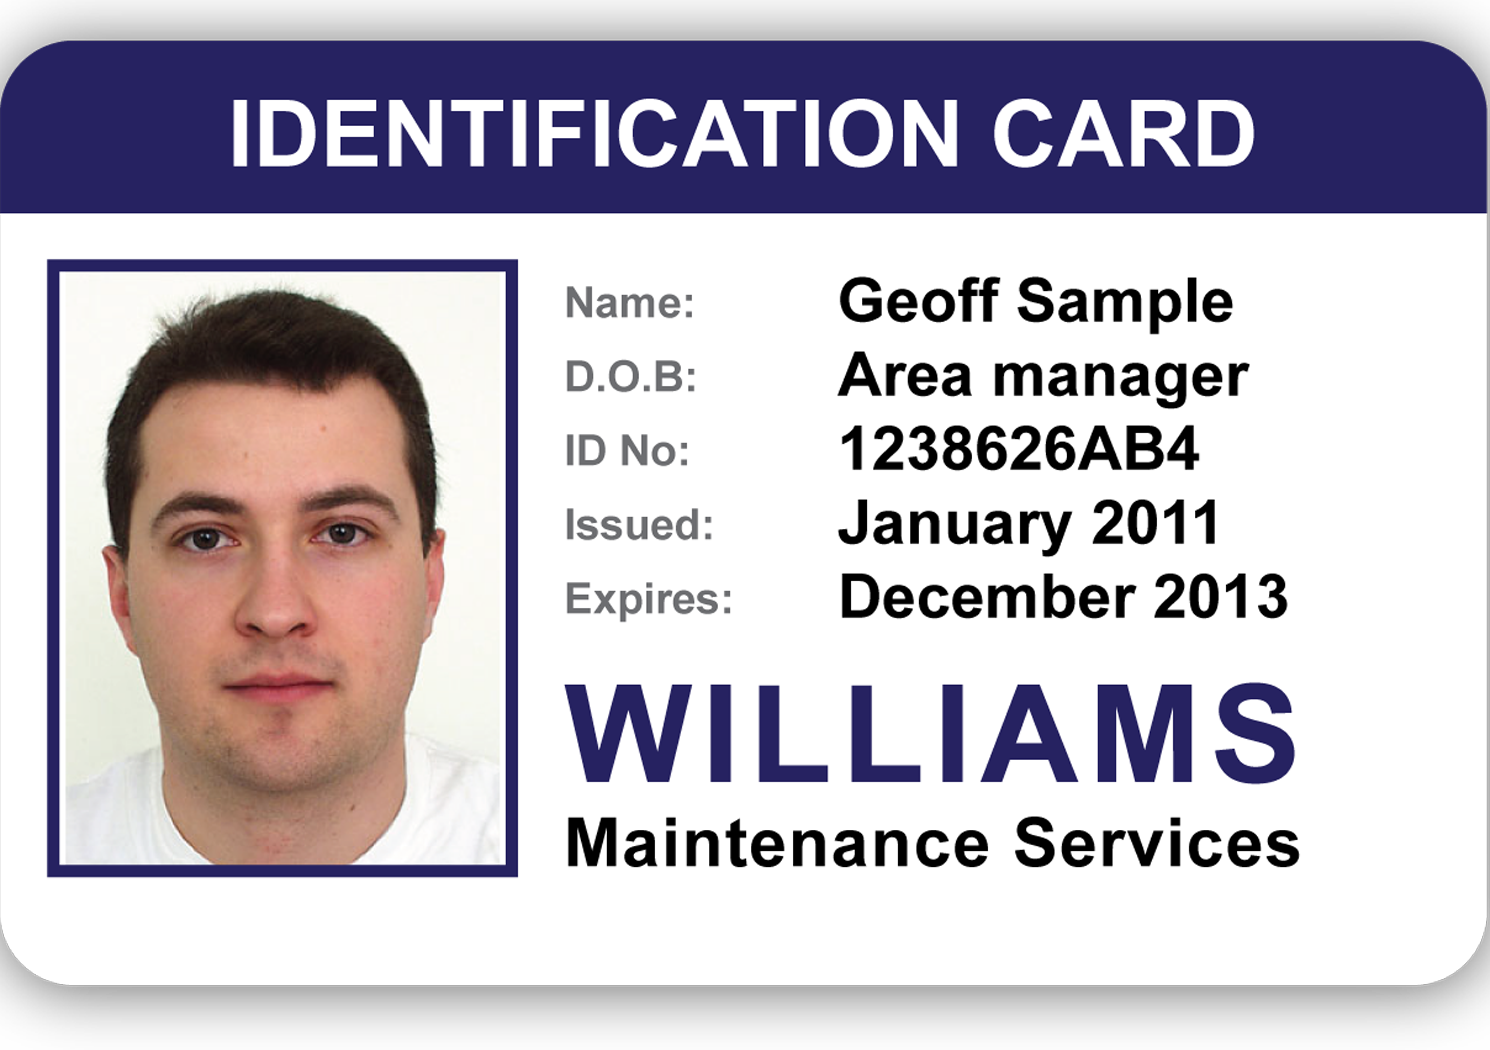 IDENTIFICATION CARD
Name: Geoff Sample
D.O.B: Area manager
ID No: 1238626AB4
Issued: January 2011
Expires: December 2013
WILLIAMS
Maintenance Services